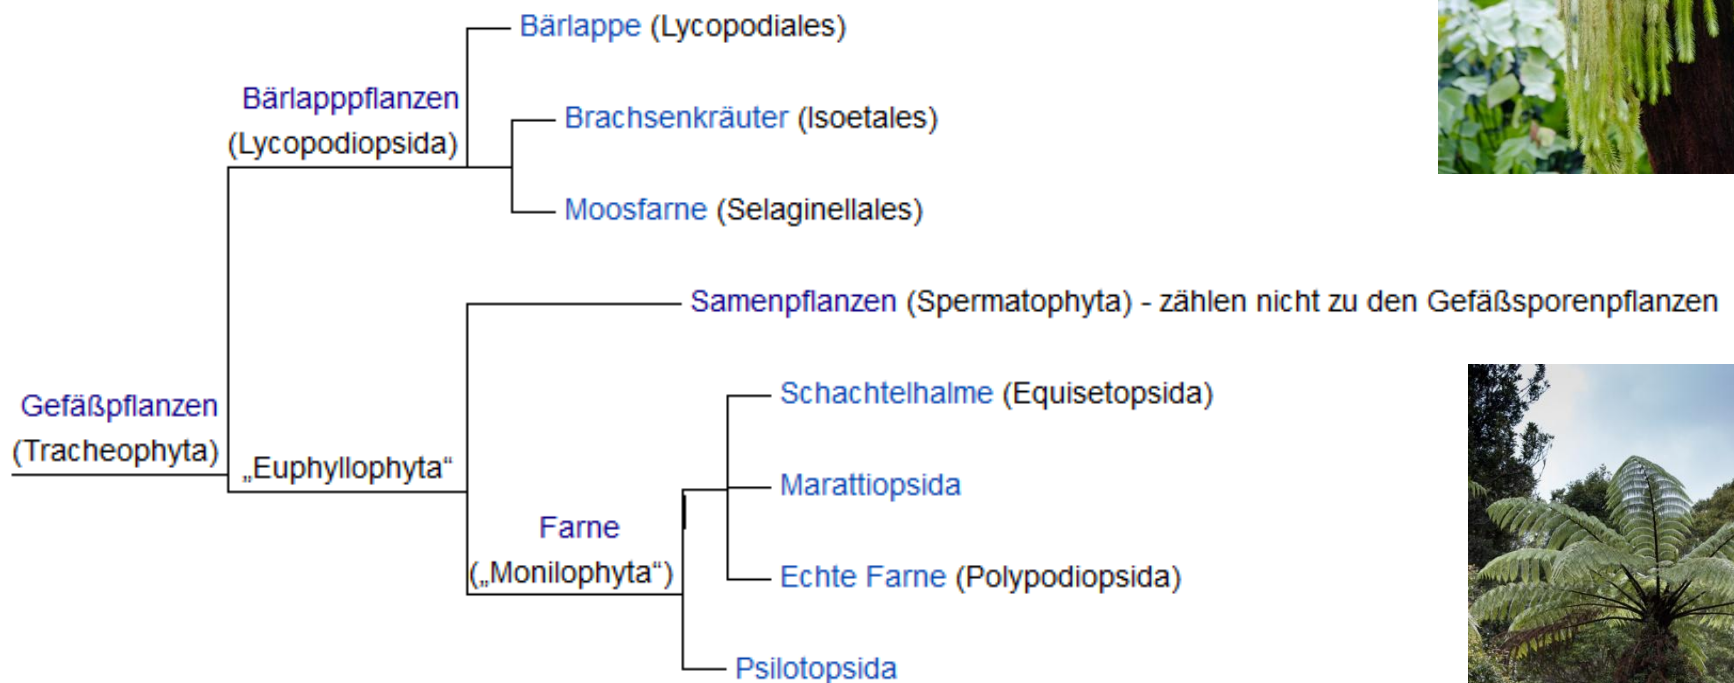 Bärlappe (Lycopodiales)
Bärlapppflanzen
(Lycopodiopsida)
Brachsenkräuter (Isoetales)
Moosfarne (Selaginellales)
Samenpflanzen (Spermatophyta) - zählen nicht zu den Gefäßsporenpflanzen
Gefäßpflanzen
(Tracheophyta)
„Euphyllophyta“
Schachtelhalme (Equisetopsida)
Marattiopsida
Farne
(„Monilophyta“)
Echte Farne (Polypodiopsida)
Psilotopsida